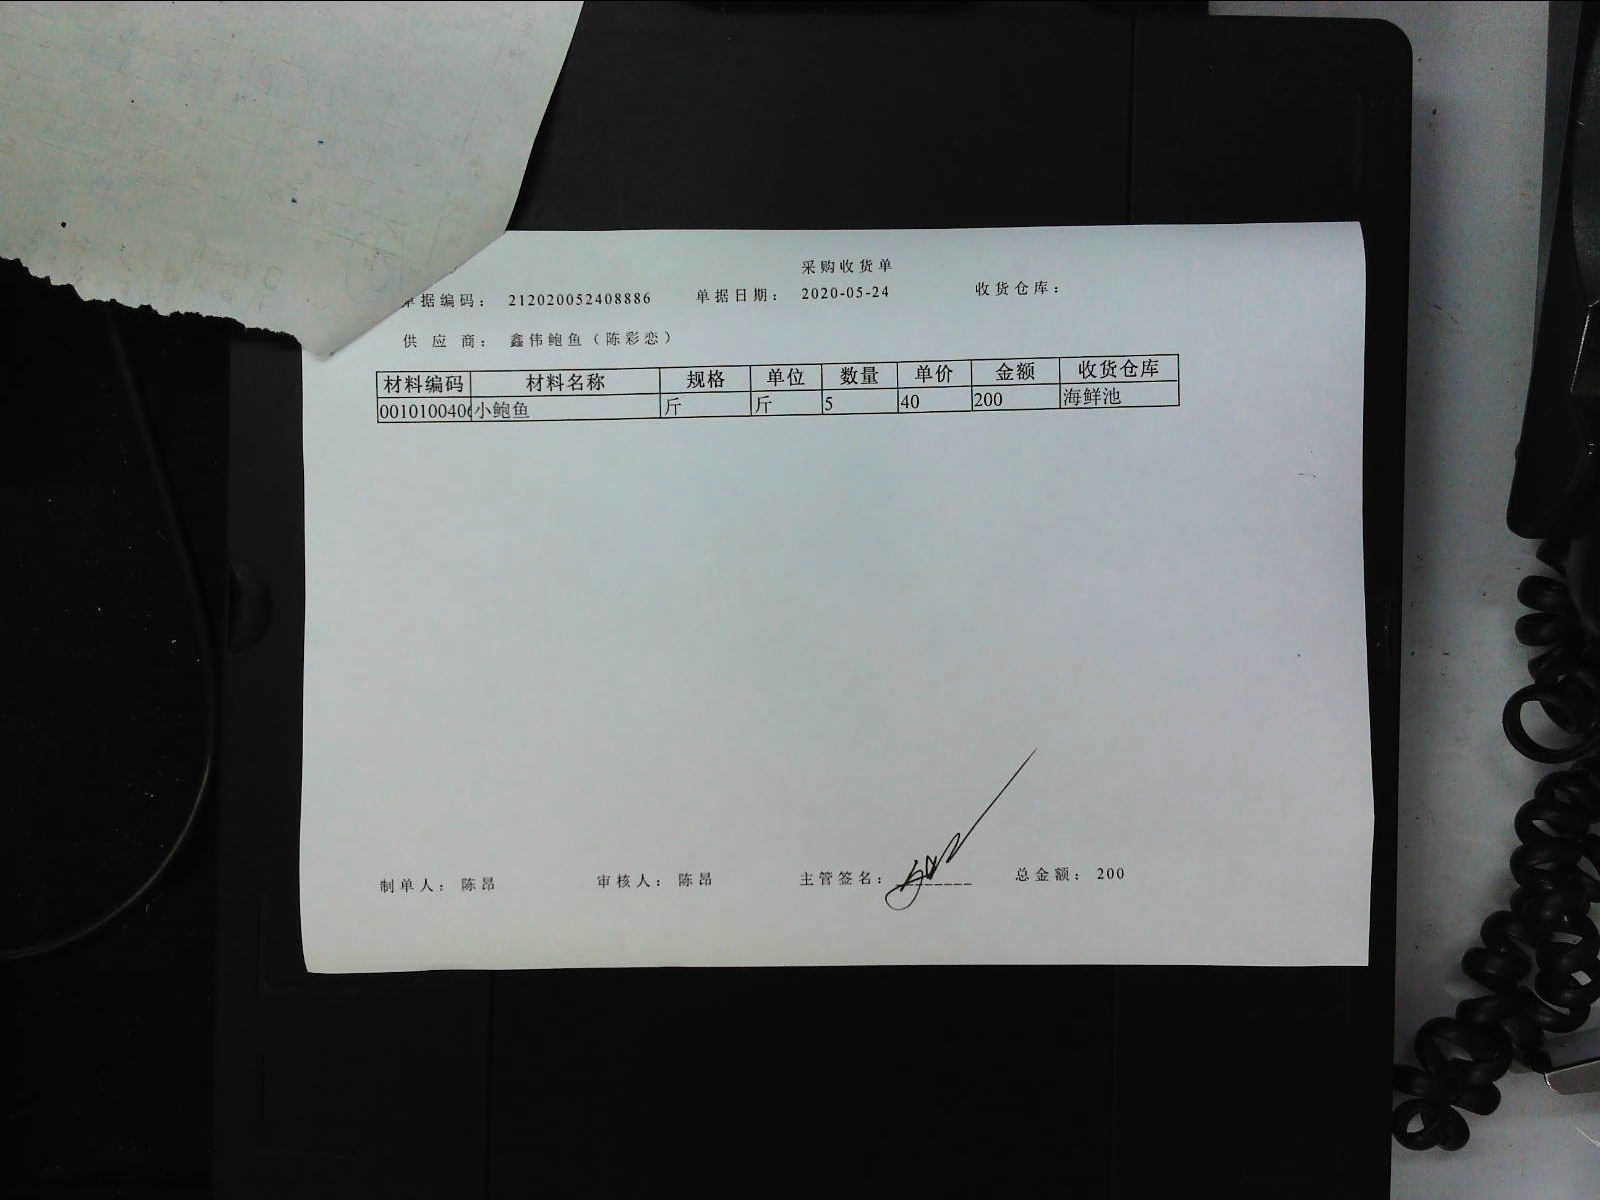 采购收货单
单据编码： 212020052408886 单据日期： 2020-05-24 收货仓库：
供 应 商： 鑫伟鲍鱼（陈彩恋）
材料编码 材料名称 规格 单位 数量 单价 金额 收货仓库
0010100406 小鲍鱼 斤 斤 5 40 200 海鲜池
制单人： 陈昂 审核人： 陈昂 主管签名： 总金额： 200